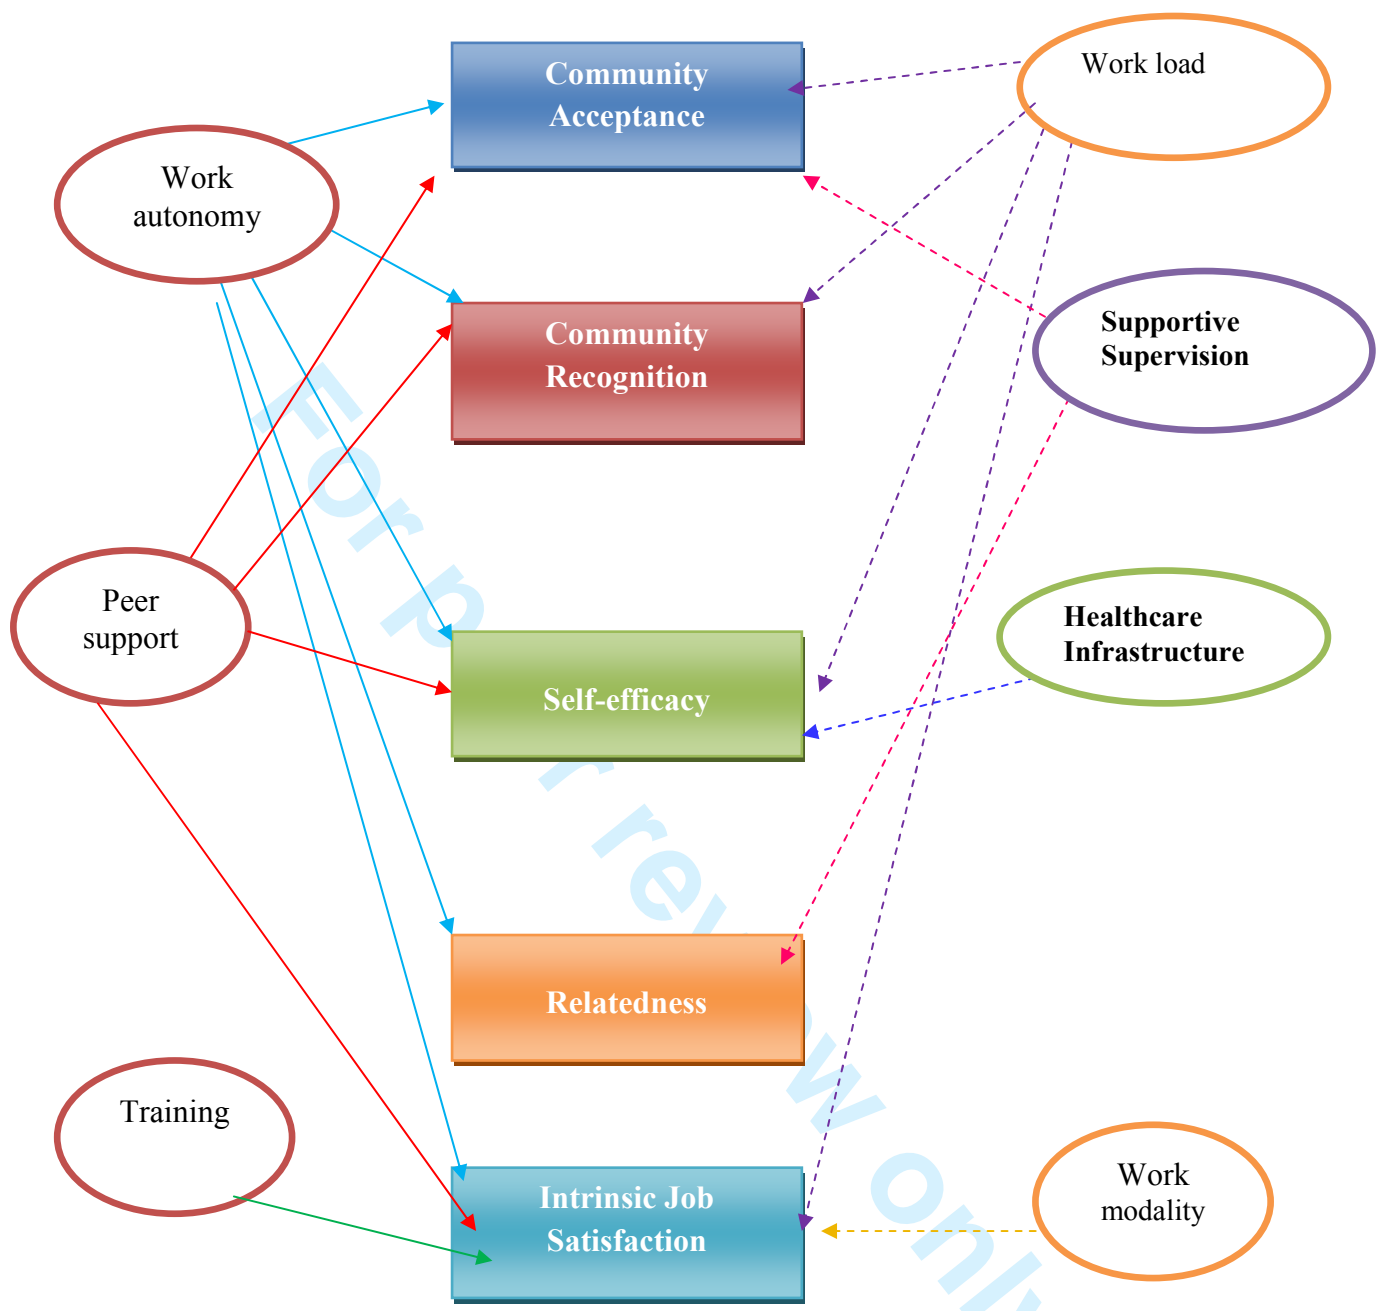 Community
Acceptance
Work load
Work
autonomy
Community
Recognition
Supportive
Supervision
Peer
support
Healthcare
Infrastructure
Self-efficacy
Relatedness
Training
Intrinsic Job
Satisfaction
Work
modality
For peer review only